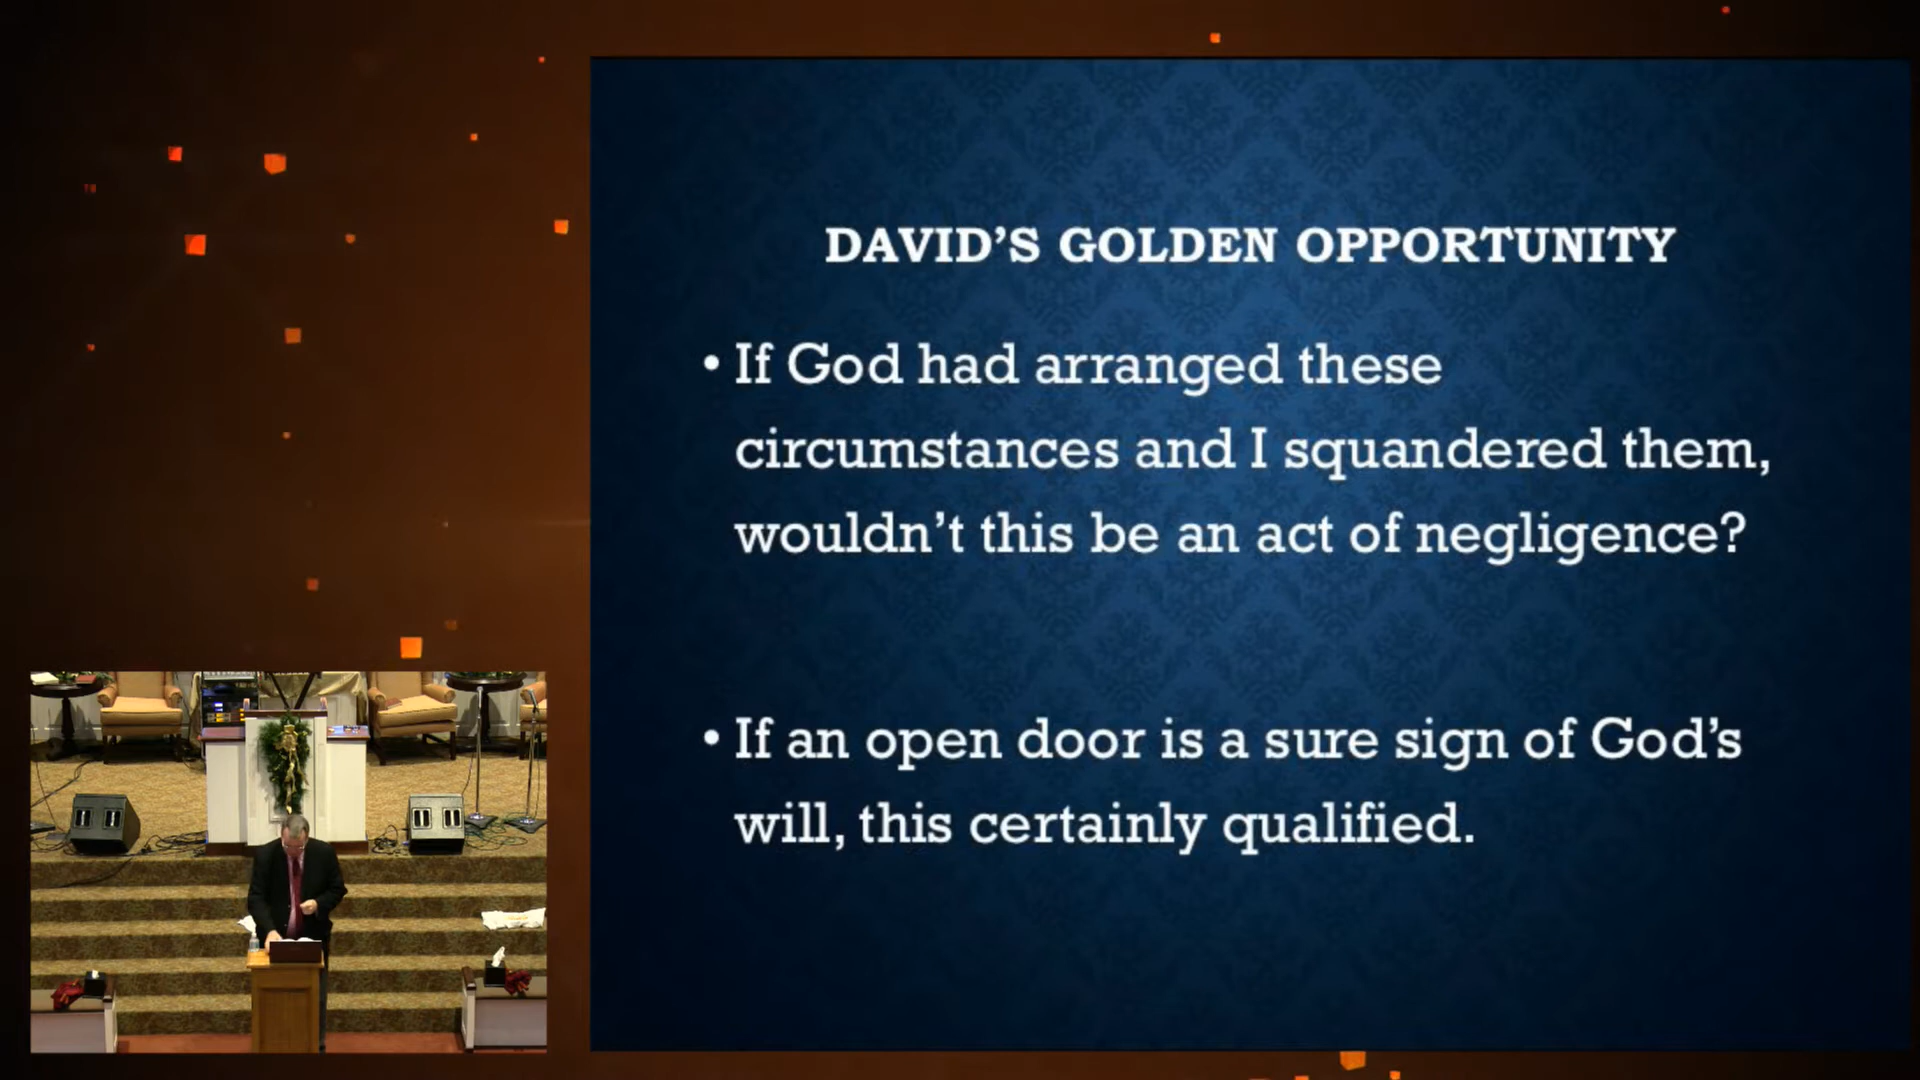 DAVID’S GOLDEN OPPORTUNITY
• If God had arranged these
circumstances and I squandered them,
wouldn’t this be an act of negligence?
• If an open door is a sure sign of God’s
will, this certainly qualified.